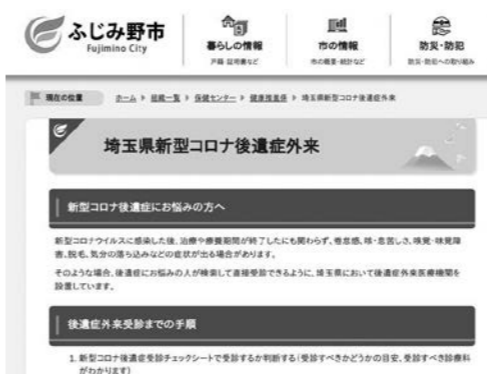 ふじみ野市
Fujimino City
暮らしの情報
戸籍・証明書など
市の情報
市の概要・統計など
防災・防犯
防災・防犯への取り組み
現在の位置 ホーム 組織一覧 保健センター 健康推進係 埼玉県新型コロナ後遺症外来
埼玉県新型コロナ後遺症外来
新型コロナ後遺症にお悩みの方へ
新型コロナウイルスに感染した後、治療や療養期間が終了したにも関わらず、倦怠感、咳・息苦しさ、嗅覚・味覚障
害、脱毛、気分の落ち込みなどの症状が出る場合があります。
そのような場合、後遺症にお悩みの人が検索して直接受診できるように、埼玉県において後遺症外来医療機関を
設置しています。
後遺症外来受診までの手順
1. 新型コロナ後遺症受診チェックシートで受診するか判断する(受診すべきかどうかの目安、受診すべき診療科
がわかります)